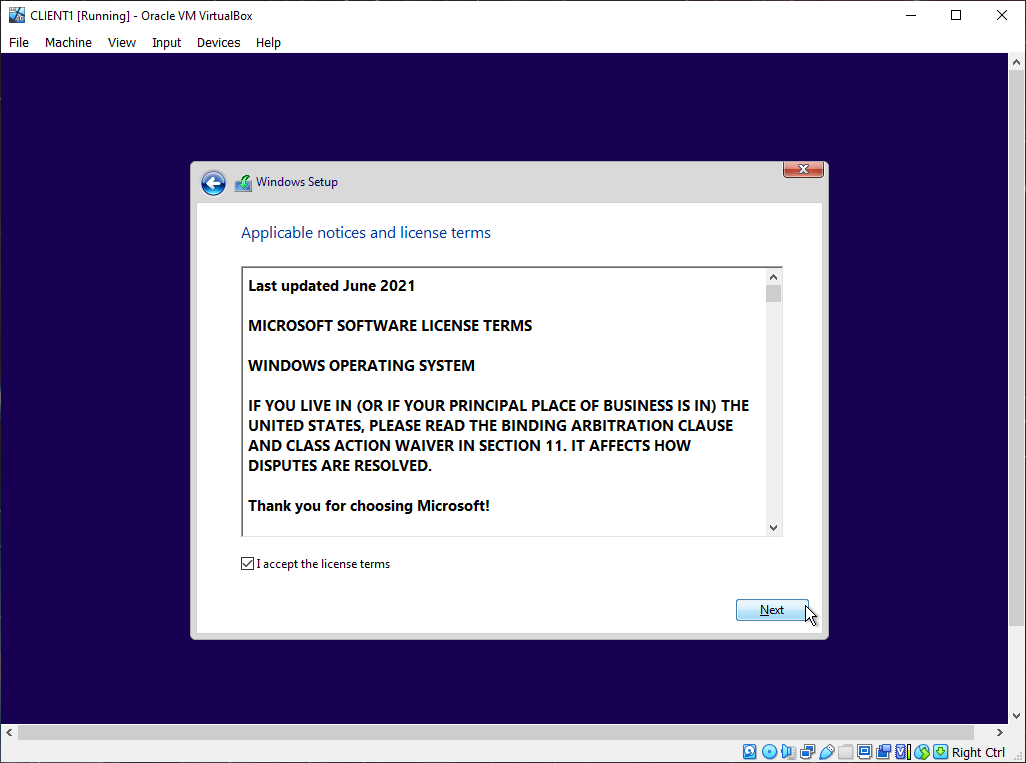 CLIENT1 [Running] - Oracle VM VirtualBox
File Machine View Input Devices Help
Windows Setup
Applicable notices and license terms
Last updated June 2021
MICROSOFT SOFTWARE LICENSE TERMS
WINDOWS OPERATING SYSTEM
IF YOU LIVE IN (OR IF YOUR PRINCIPAL PLACE OF BUSINESS IS IN) THE
UNITED STATES, PLEASE READ THE BINDING ARBITRATION CLAUSE
AND CLASS ACTION WAIVER IN SECTION 11. IT AFFECTS HOW
DISPUTES ARE RESOLVED.
Thank you for choosing Microsoft!
I accept the license terms
Next
Right Ctrl